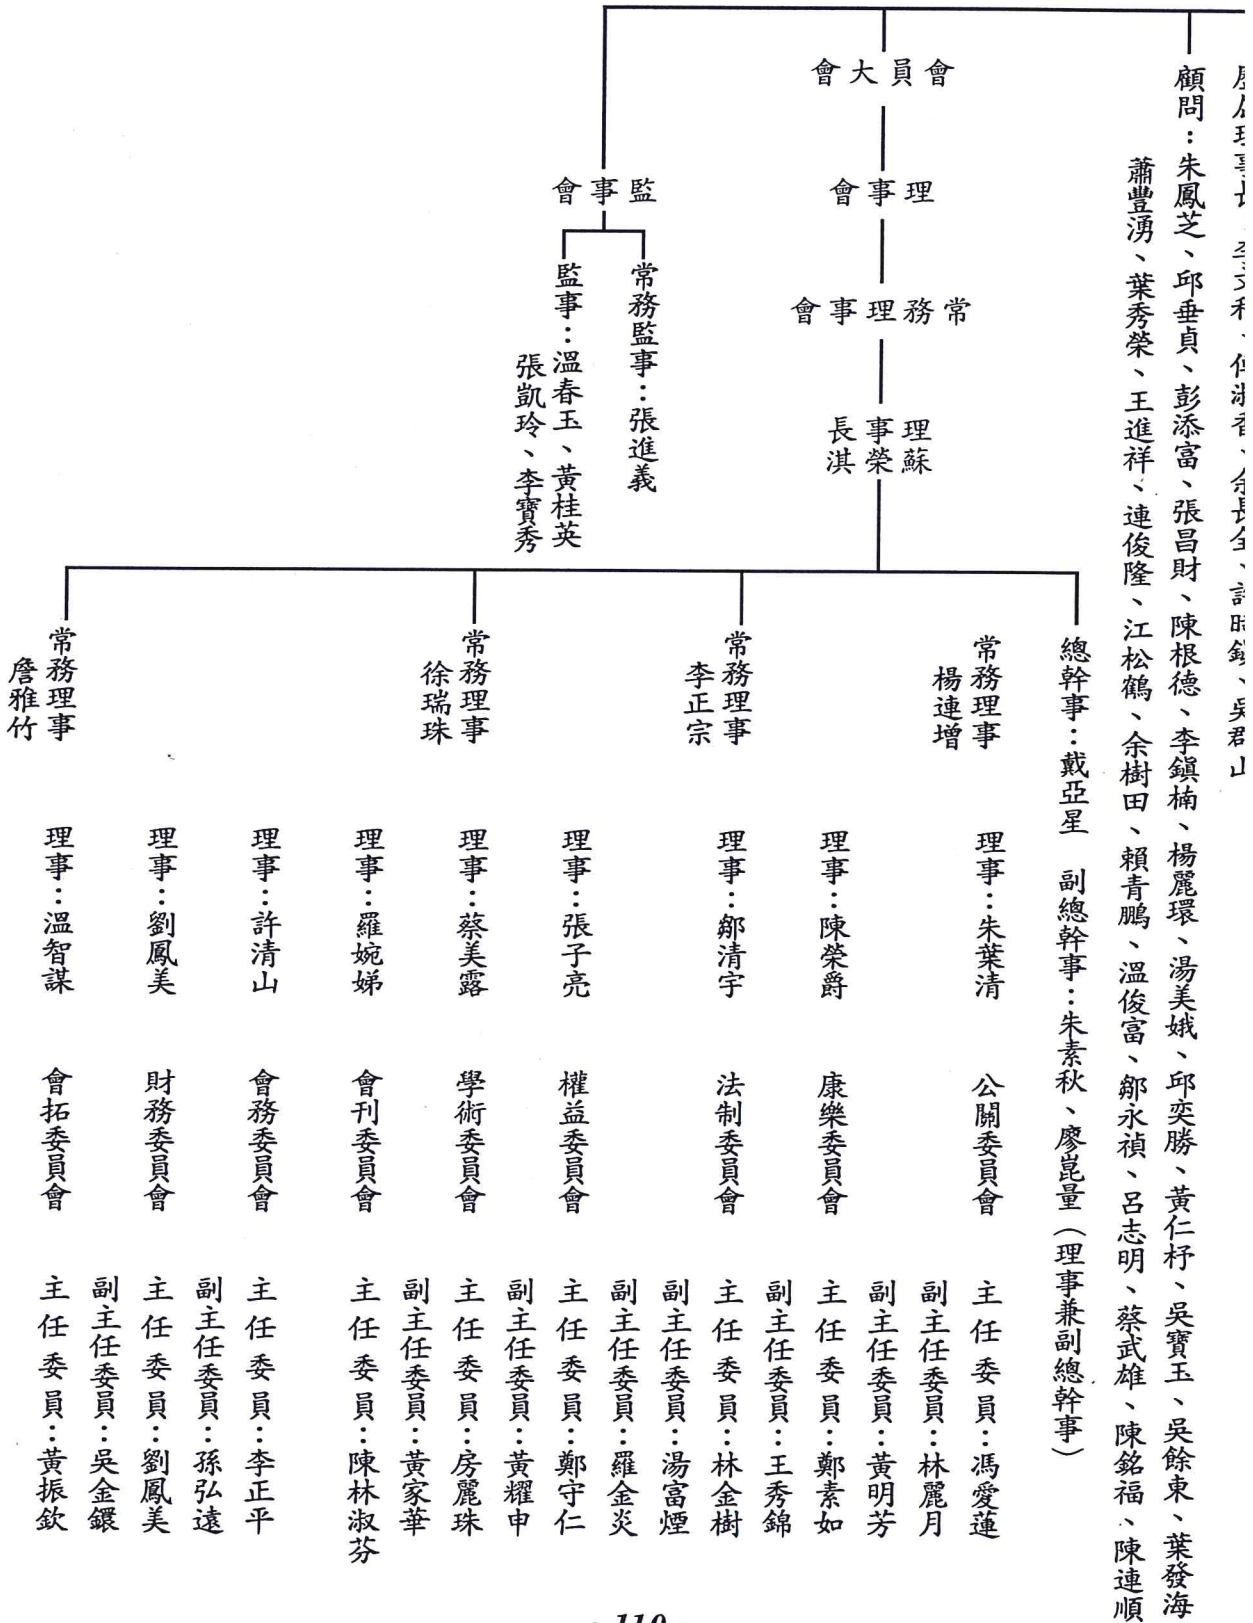 李文科、傅淑香、余長全、許時鎮、吳群山
顧問：朱鳳芝、邱垂貞、彭添富、張昌財、陳根德、李鎭楠、楊麗環、湯美娥、邱奕勝、黃仁杼、吳寶玉、吳餘東、葉發海
蕭豐湧、葉秀榮、王進祥、連俊隆、江松鶴、余樹田、賴青鵬、溫俊富、鄒永禎、呂志明、蔡武雄、陳銘福、陳連順
會員大會
理事會
常務理事會
理事長
蘇榮淇
監事會
常務監事：張進義
監事：溫春玉、黃桂英
張凱玲、李寶秀
總幹事：戴亞星　副總幹事：朱素秋、廖崑量（理事兼副總幹事）
常務理事
楊連增
理事：朱葉清
公關委員會
主任委員：馮愛蓮
副主任委員：林麗月
副主任委員：黃明芳
理事：陳榮爵
康樂委員會
主任委員：鄭素如
副主任委員：王秀錦
常務理事
李正宗
理事：鄒清宇
法制委員會
主任委員：林金樹
副主任委員：湯富煙
副主任委員：羅金炎
理事：張子亮
權益委員會
主任委員：鄭守仁
副主任委員：黃耀申
常務理事
徐瑞珠
理事：蔡美露
學術委員會
主任委員：房麗珠
副主任委員：黃家華
理事：羅婉娣
會刊委員會
主任委員：陳林淑芬
理事：許清山
會務委員會
主任委員：李正平
副主任委員：孫弘遠
理事：劉鳳美
財務委員會
主任委員：劉鳳美
副主任委員：吳金鐶
常務理事
詹雅竹
理事：溫智謀
會拓委員會
主任委員：黃振欽
- 110 -